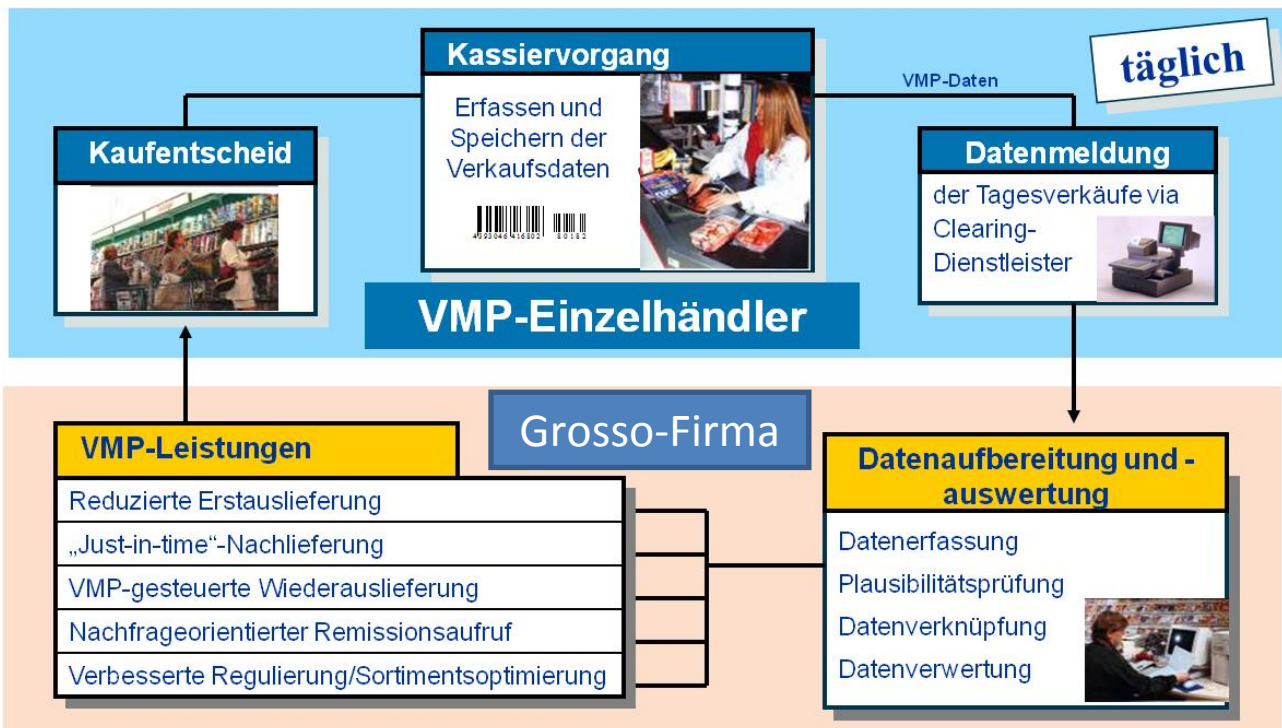 täglich
Kassiervorgang
Erfassen und
Speichern der
Verkaufsdaten
4393046416802 80182
VMP-Daten
Kaufentscheid
Datenmeldung
der Tagesverkäufe via
Clearing-
Dienstleister
VMP-Einzelhändler
Grosso-Firma
VMP-Leistungen
Reduzierte Erstauslieferung
„Just-in-time“-Nachlieferung
VMP-gesteuerte Wiederauslieferung
Nachfrageorientierter Remissionsaufruf
Verbesserte Regulierung/Sortimentsoptimierung
Datenaufbereitung und -
auswertung
Datenerfassung
Plausibilitätsprüfung
Datenverknüpfung
Datenverwertung